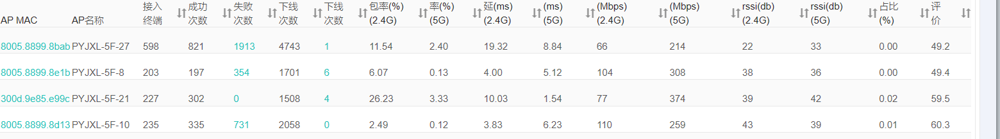 接入 成功 失败 下线 下线 包率(%) 率(%) 延(ms) (ms) (Mbps) (Mbps) rssi(db) rssi(db) 占比 评
AP MAC AP名称 终端 次数 次数 次数 次数 (2.4G) (5G) (2.4G) (5G) (2.4G) (5G) (2.4G) (5G) (%) 价
8005.8899.8bab PYJXL-5F-27 598 821 1913 4743 1 11.54 2.40 19.32 8.84 66 214 22 33 0.00 49.2
8005.8899.8e1b PYJXL-5F-8 203 197 354 1701 6 6.07 0.13 4.00 5.12 104 308 38 36 0.00 49.4
300d.9e85.e99c PYJXL-5F-21 227 302 0 1508 4 26.23 3.33 10.03 1.54 77 374 39 42 0.02 59.5
8005.8899.8d13 PYJXL-5F-10 235 335 731 2058 0 2.49 0.12 3.83 6.23 110 259 43 39 0.01 60.3